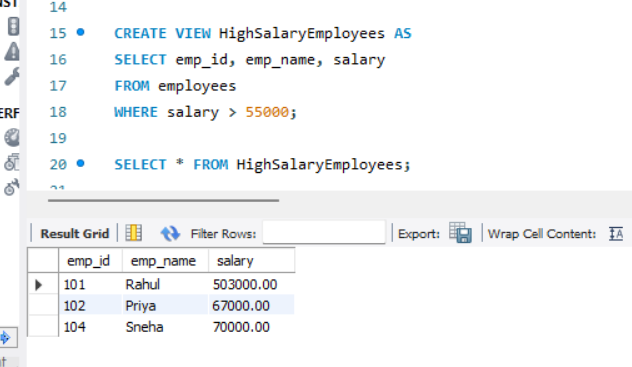 14
15 CREATE VIEW HighSalaryEmployees AS
16 SELECT emp_id, emp_name, salary
17 FROM employees
18 WHERE salary > 55000;
19
20 SELECT * FROM HighSalaryEmployees;
Result Grid Filter Rows: Export: Wrap Cell Content:
emp_id emp_name salary
101 Rahul 503000.00
102 Priya 67000.00
104 Sneha 70000.00